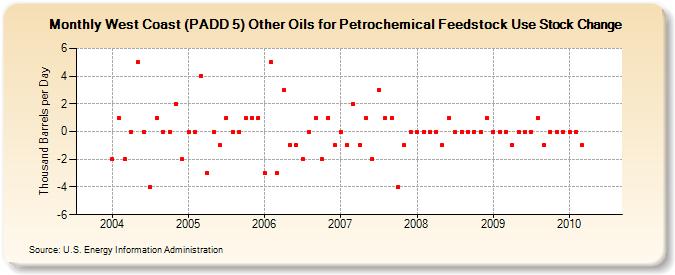 Monthly West Coast (PADD 5) Other Oils for Petrochemical Feedstock Use Stock Change
Thousand Barrels per Day
6
4
2
0
-2
-4
-6
2004 2005 2006 2007 2008 2009 2010
Source: U.S. Energy Information Administration